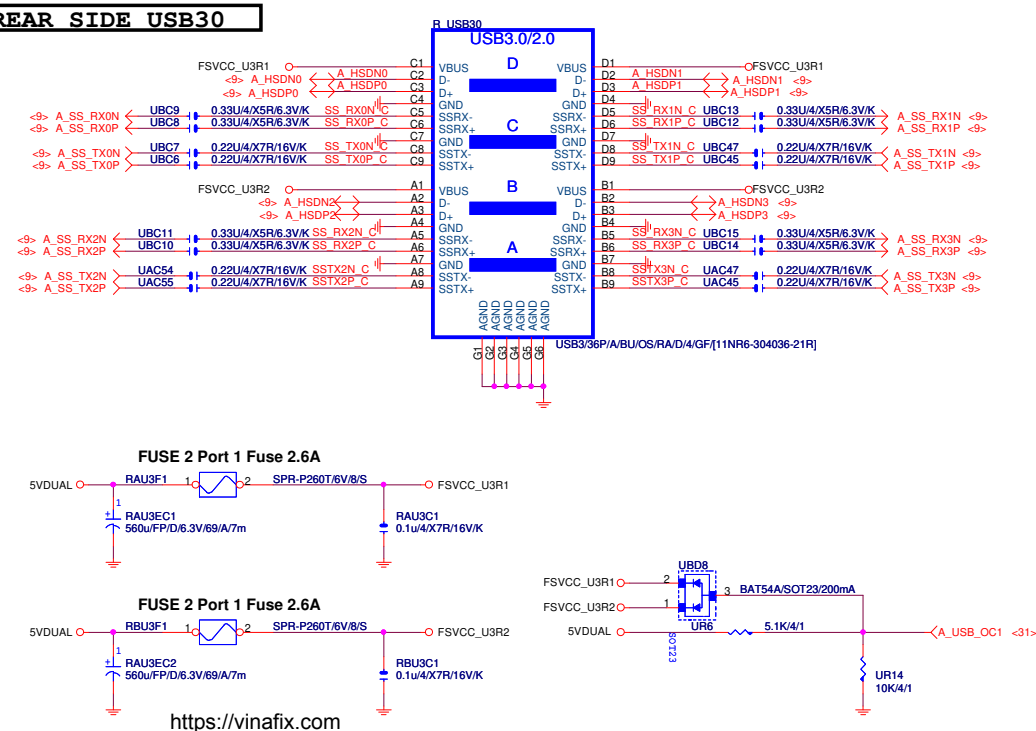 REAR SIDE USB30
R_USB30
USB3.0/2.0
FSVCC_U3R1 C1 VBUS D VBUS D1 FSVCC_U3R1
<9> A_HSDN0 A_HSDN0 C2 D- D- D2 A_HSDN1 A_HSDN1 <9>
<9> A_HSDP0 A_HSDP0 C3 D+ D+ D3 A_HSDP1 A_HSDP1 <9>
C4 GND GND D4
<9> A_SS_RX0N UBC9 0.33U/4/X5R/6.3V/K SS_RX0N_C C5 SSRX- SSRX- D5 SS_RX1N_C UBC13 0.33U/4/X5R/6.3V/K A_SS_RX1N <9>
<9> A_SS_RX0P UBC8 0.33U/4/X5R/6.3V/K SS_RX0P_C C6 SSRX+ C SSRX+ D6 SS_RX1P_C UBC12 0.33U/4/X5R/6.3V/K A_SS_RX1P <9>
C7 GND GND D7
<9> A_SS_TX0N UBC7 0.22U/4/X7R/16V/K SS_TX0N_C C8 SSTX- SSTX- D8 SS_TX1N_C UBC47 0.22U/4/X7R/16V/K A_SS_TX1N <9>
<9> A_SS_TX0P UBC6 0.22U/4/X7R/16V/K SS_TX0P_C C9 SSTX+ SSTX+ D9 SS_TX1P_C UBC45 0.22U/4/X7R/16V/K A_SS_TX1P <9>
FSVCC_U3R2 A1 VBUS B VBUS B1 FSVCC_U3R2
<9> A_HSDN2 A2 D- D- B2 A_HSDN3 <9>
<9> A_HSDP2 A3 D+ D+ B3 A_HSDP3 <9>
A4 GND GND B4
<9> A_SS_RX2N UBC11 0.33U/4/X5R/6.3V/K SS_RX2N_C A5 SSRX- SSRX- B5 SS_RX3N_C UBC15 0.33U/4/X5R/6.3V/K A_SS_RX3N <9>
<9> A_SS_RX2P UBC10 0.33U/4/X5R/6.3V/K SS_RX2P_C A6 SSRX+ A SSRX+ B6 SS_RX3P_C UBC14 0.33U/4/X5R/6.3V/K A_SS_RX3P <9>
A7 GND GND B7
<9> A_SS_TX2N UAC54 0.22U/4/X7R/16V/K SSTX2N_C A8 SSTX- SSTX- B8 SSTX3N_C UAC47 0.22U/4/X7R/16V/K A_SS_TX3N <9>
<9> A_SS_TX2P UAC55 0.22U/4/X7R/16V/K SSTX2P_C A9 SSTX+ SSTX+ B9 SSTX3P_C UAC45 0.22U/4/X7R/16V/K A_SS_TX3P <9>
AGND AGND AGND AGND AGND AGND
G1 G2 G3 G4 G5 G6
USB3/36P/A/BU/OS/RA/D/4/GF/[11NR6-304036-21R]
FUSE 2 Port 1 Fuse 2.6A
5VDUAL RAU3F1 1 2 SPR-P260T/6V/8/S FSVCC_U3R1
+ 1
RAU3EC1
560u/FP/D/6.3V/69/A/7m
RAU3C1
0.1u/4/X7R/16V/K
FUSE 2 Port 1 Fuse 2.6A
5VDUAL RBU3F1 1 2 SPR-P260T/6V/8/S FSVCC_U3R2
+ 1
RAU3EC2
560u/FP/D/6.3V/69/A/7m
RBU3C1
0.1u/4/X7R/16V/K
UBD8
FSVCC_U3R1 2
3 BAT54A/SOT23/200mA
FSVCC_U3R2 1
SOT23
5VDUAL UR6 5.1K/4/1 A_USB_OC1 <31>
UR14
10K/4/1
https://vinafix.com